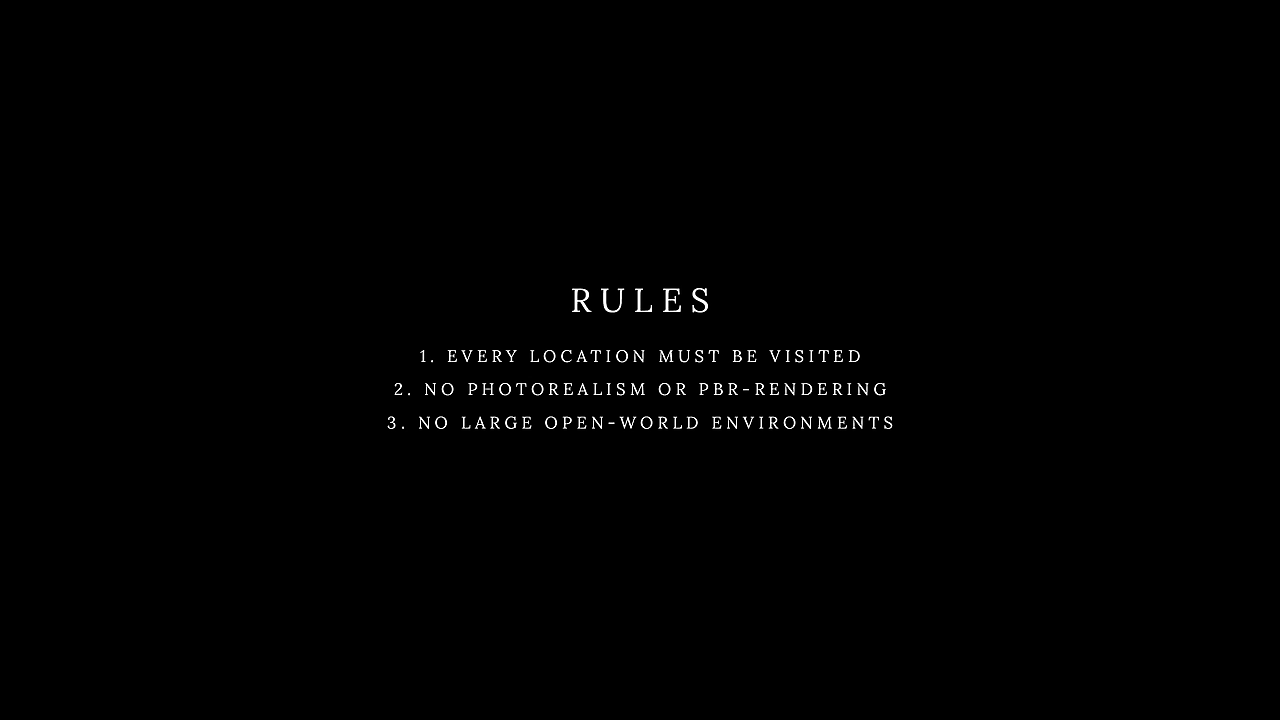 RULES
1. EVERY LOCATION MUST BE VISITED
2. NO PHOTOREALISM OR PBR-RENDERING
3. NO LARGE OPEN-WORLD ENVIRONMENTS